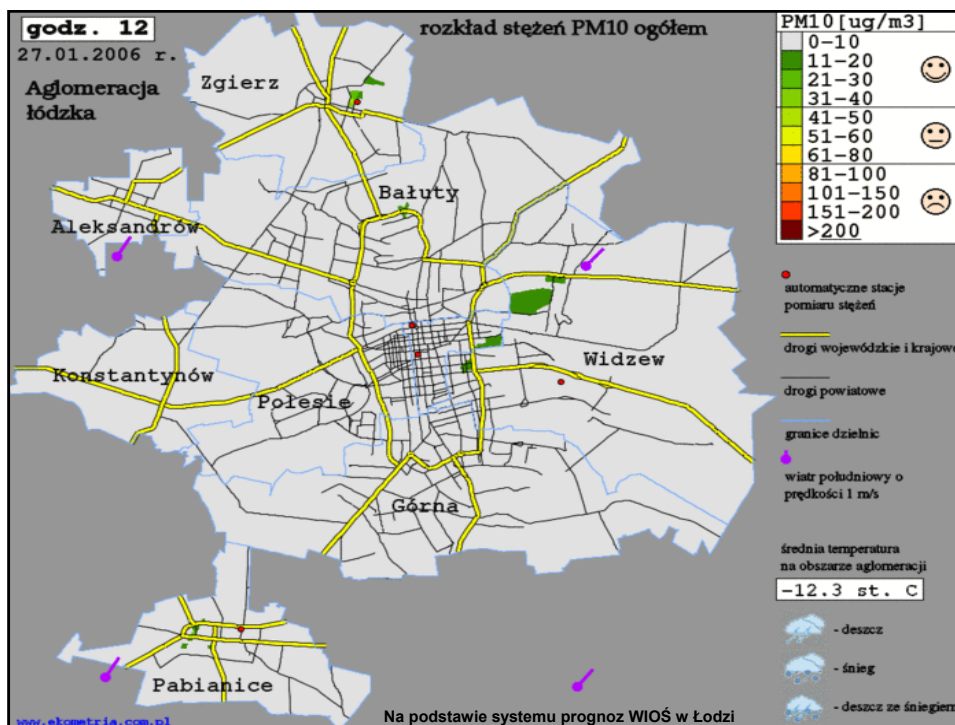 godz. 12
27.01.2006 r.
rozkład stężeń PM10 ogółem
Aglomeracja
łódzka
Zgierz
Bałuty
Aleksandrów
Widzew
Konstantynów
Polesie
Górna
Pabianice
www.ekometria.com.pl
Na podstawie systemu prognoz WIOŚ w Łodzi
PM10[ug/m3]
0-10
11-20
21-30
31-40
41-50
51-60
61-80
81-100
101-150
151-200
>200
automatyczne stacje
pomiaru stężeń
drogi wojewódzkie i krajowe
drogi powiatowe
granice dzielnic
wiatr południowy o
prędkości 1 m/s
średnia temperatura
na obszarze aglomeracji
-12.3 st. C
- deszcz
- śnieg
- deszcz ze śniegiem